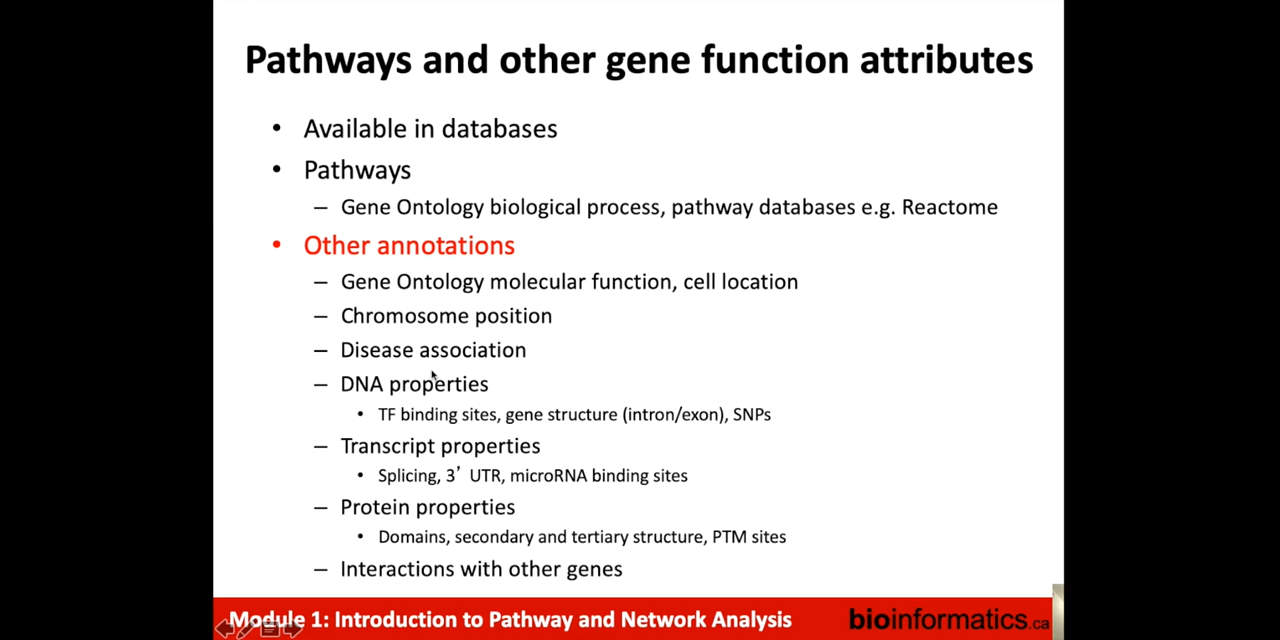 Pathways and other gene function attributes
• Available in databases
• Pathways
– Gene Ontology biological process, pathway databases e.g. Reactome
• Other annotations
– Gene Ontology molecular function, cell location
– Chromosome position
– Disease association
– DNA properties
• TF binding sites, gene structure (intron/exon), SNPs
– Transcript properties
• Splicing, 3’ UTR, microRNA binding sites
– Protein properties
• Domains, secondary and tertiary structure, PTM sites
– Interactions with other genes
Module 1: Introduction to Pathway and Network Analysis
bioinformatics.ca